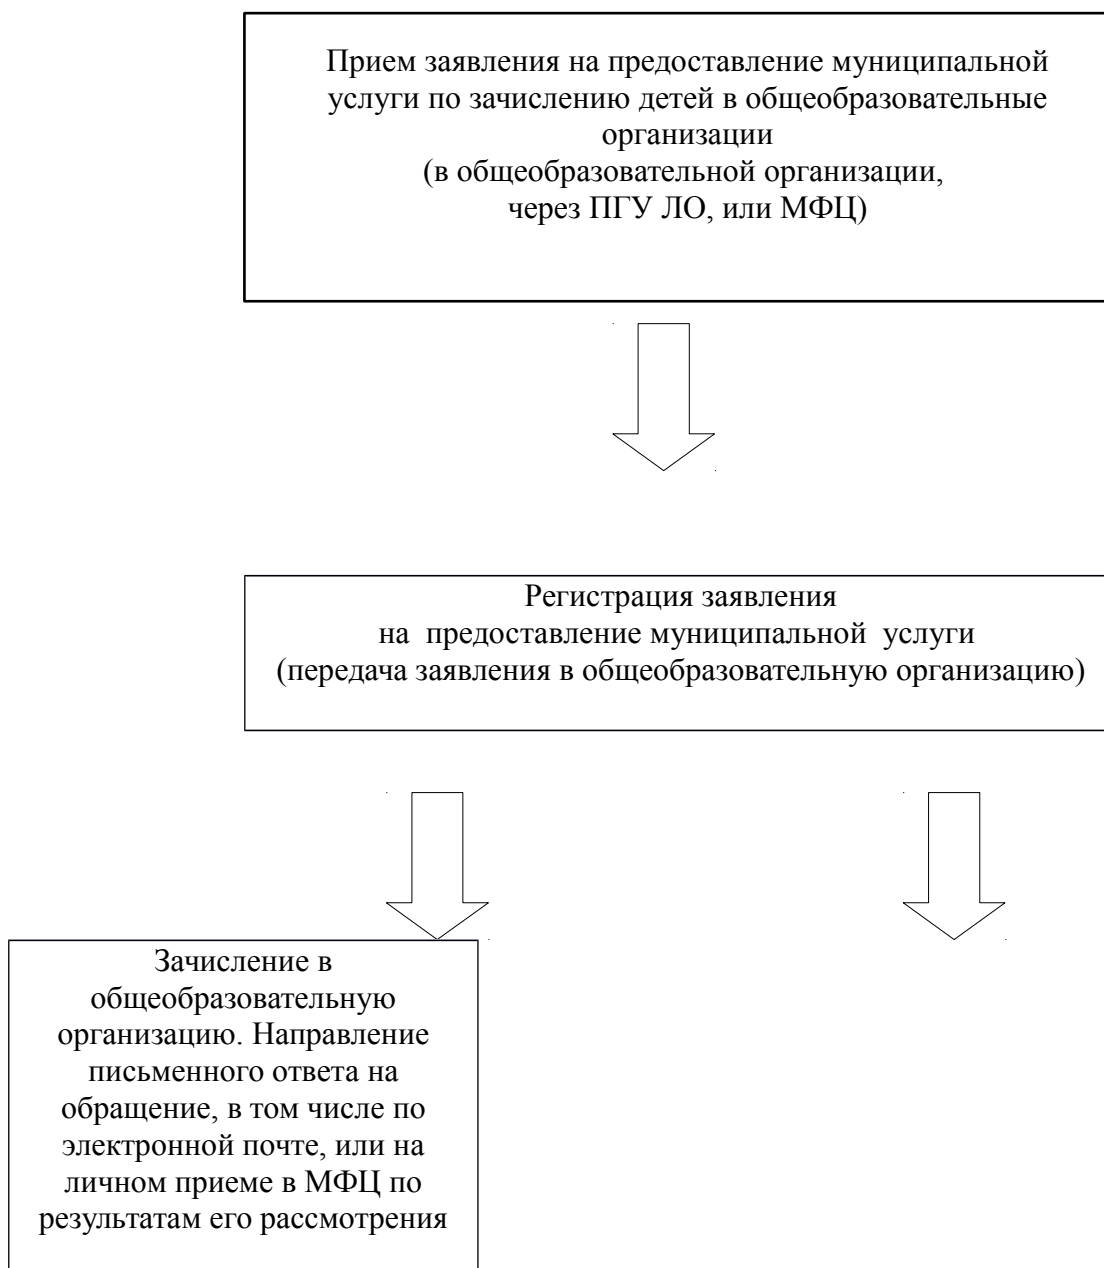 Прием заявления на предоставление муниципальной
услуги по зачислению детей в общеобразовательные
организации
(в общеобразовательной организации,
через ПГУ ЛО, или МФЦ)
Регистрация заявления
на предоставление муниципальной услуги
(передача заявления в общеобразовательную организацию)
Зачисление в
общеобразовательную
организацию. Направление
письменного ответа на
обращение, в том числе по
электронной почте, или на
личном приеме в МФЦ по
результатам его рассмотрения